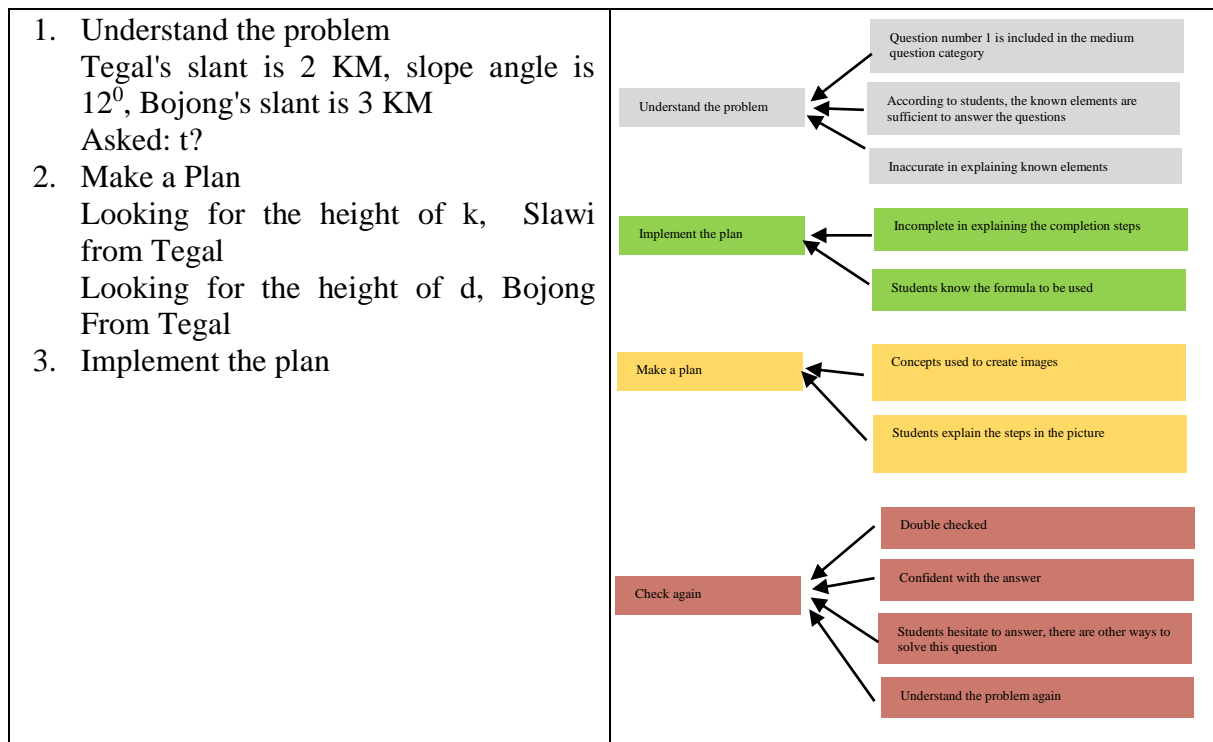 1. Understand the problem
Tegal's slant is 2 KM, slope angle is
12⁰, Bojong's slant is 3 KM
Asked: t?
2. Make a Plan
Looking for the height of k, Slawi
from Tegal
Looking for the height of d, Bojong
From Tegal
3. Implement the plan
Understand the problem
Question number 1 is included in the medium
question category
According to students, the known elements are
sufficient to answer the questions
Inaccurate in explaining known elements
Implement the plan
Incomplete in explaining the completion steps
Students know the formula to be used
Make a plan
Concepts used to create images
Students explain the steps in the picture
Check again
Double checked
Confident with the answer
Students hesitate to answer, there are other ways to
solve this question
Understand the problem again